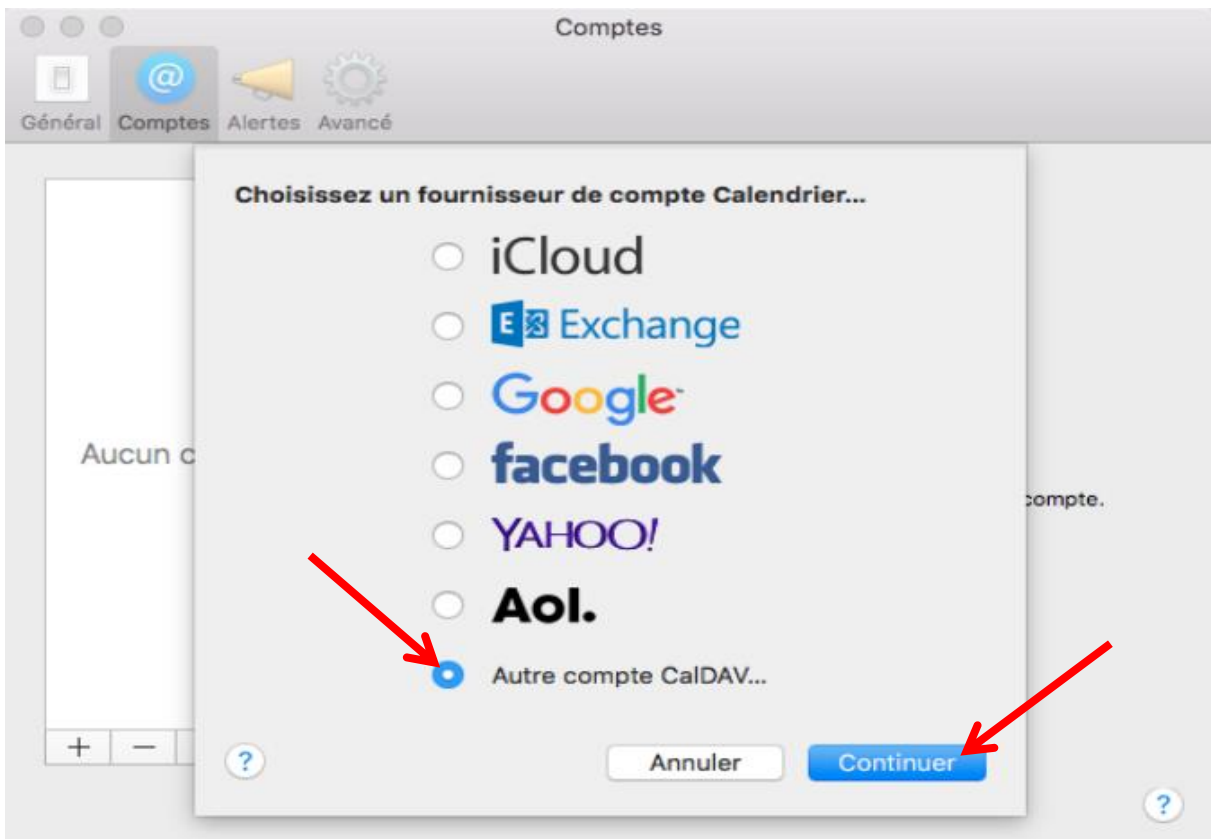 Comptes
@
Général Comptes Alertes Avancé
Choisissez un fournisseur de compte Calendrier...
iCloud
E Exchange
Google
facebook
YAHOO!
Aol.
Autre compte CalDAV...
Aucun c
compte.
+ −
? Annuler Continuer
?